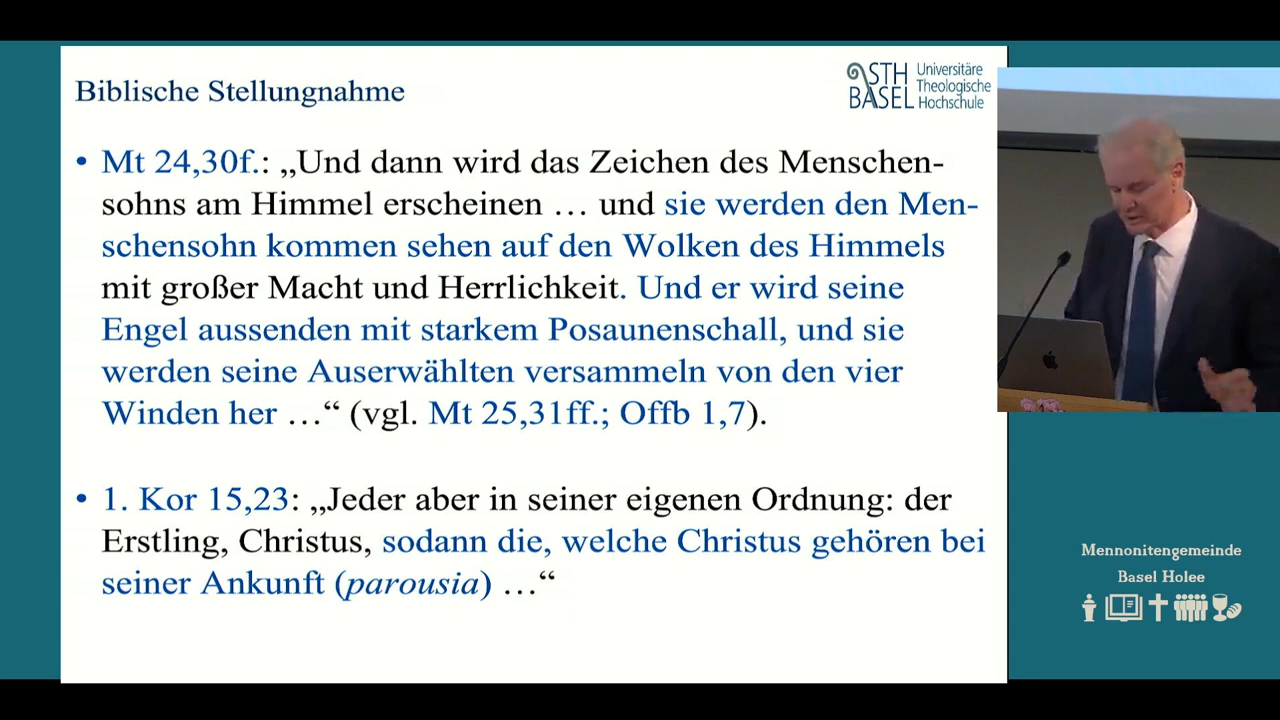 Biblische Stellungnahme
STH BASEL
Universitäre
Theologische
Hochschule
• Mt 24,30f.: „Und dann wird das Zeichen des Menschen-
sohns am Himmel erscheinen … und sie werden den Men-
schensohn kommen sehen auf den Wolken des Himmels
mit großer Macht und Herrlichkeit. Und er wird seine
Engel aussenden mit starkem Posaunenschall, und sie
werden seine Auserwählten versammeln von den vier
Winden her …“ (vgl. Mt 25,31ff.; Offb 1,7).
• 1. Kor 15,23: „Jeder aber in seiner eigenen Ordnung: der
Erstling, Christus, sodann die, welche Christus gehören bei
seiner Ankunft (parousia) …“
Mennonitengemeinde
Basel Holee